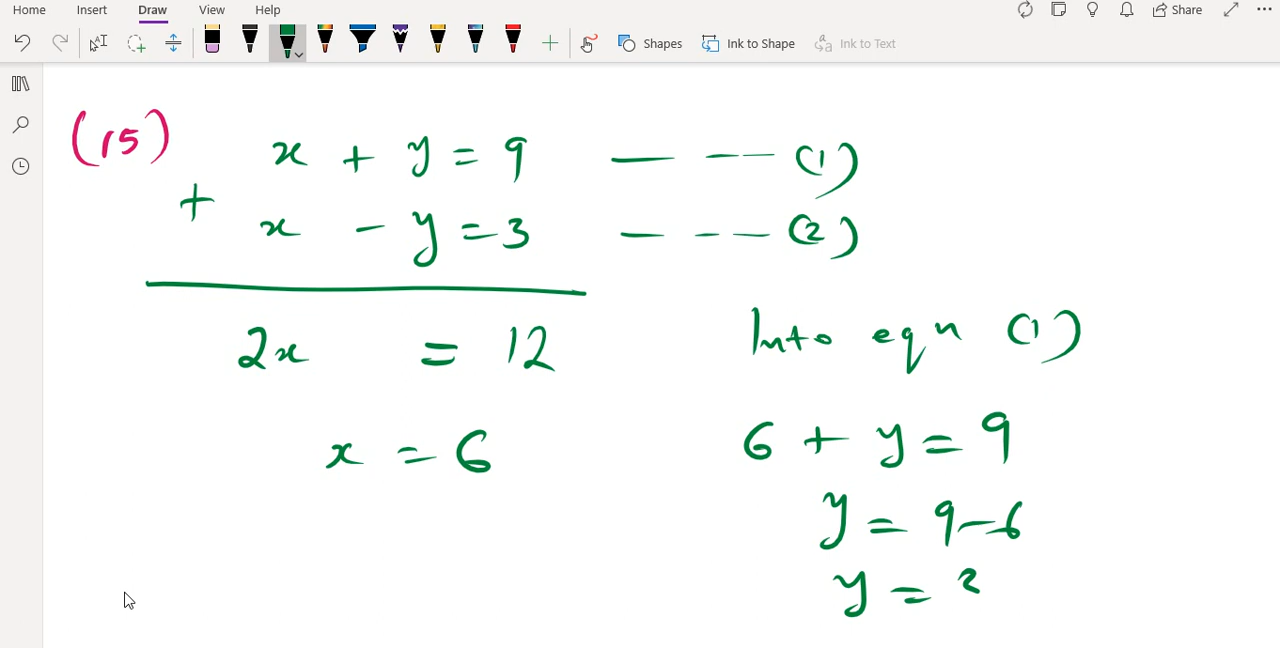 Home Insert Draw View Help
Share
Shapes Ink to Shape Ink to Text
(15)
x + y = 9 — — — (1)
+
x - y = 3 — — — (2)
2x = 12
x = 6
Into eqn (1)
6 + y = 9
y = 9-6
y =